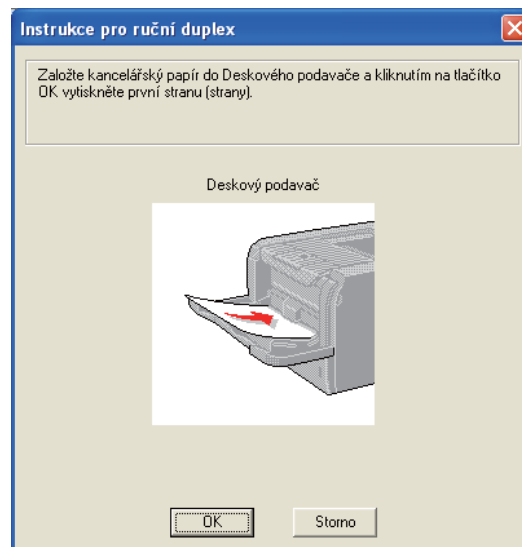 Instrukce pro ruční duplex
Založte kancelářský papír do Deskového podavače a kliknutím na tlačítko
OK vytiskněte první stranu (strany).
Deskový podavač
OK
Storno